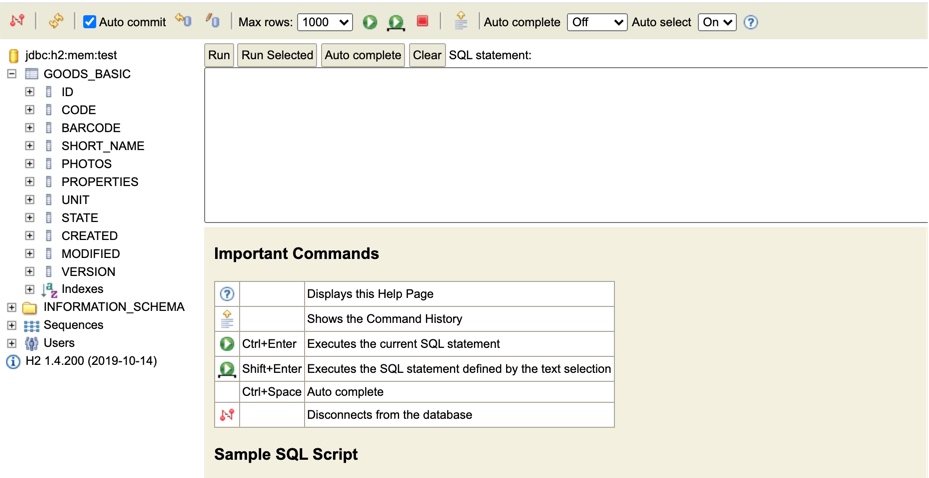 Auto commit Max rows: 1000 Auto complete Off Auto select On
jdbc:h2:mem:test
GOODS_BASIC
ID
CODE
BARCODE
SHORT_NAME
PHOTOS
PROPERTIES
UNIT
STATE
CREATED
MODIFIED
VERSION
Indexes
INFORMATION_SCHEMA
Sequences
Users
H2 1.4.200 (2019-10-14)
Run Run Selected Auto complete Clear SQL statement:
Important Commands
Displays this Help Page
Shows the Command History
Ctrl+Enter Executes the current SQL statement
Shift+Enter Executes the SQL statement defined by the text selection
Ctrl+Space Auto complete
Disconnects from the database
Sample SQL Script